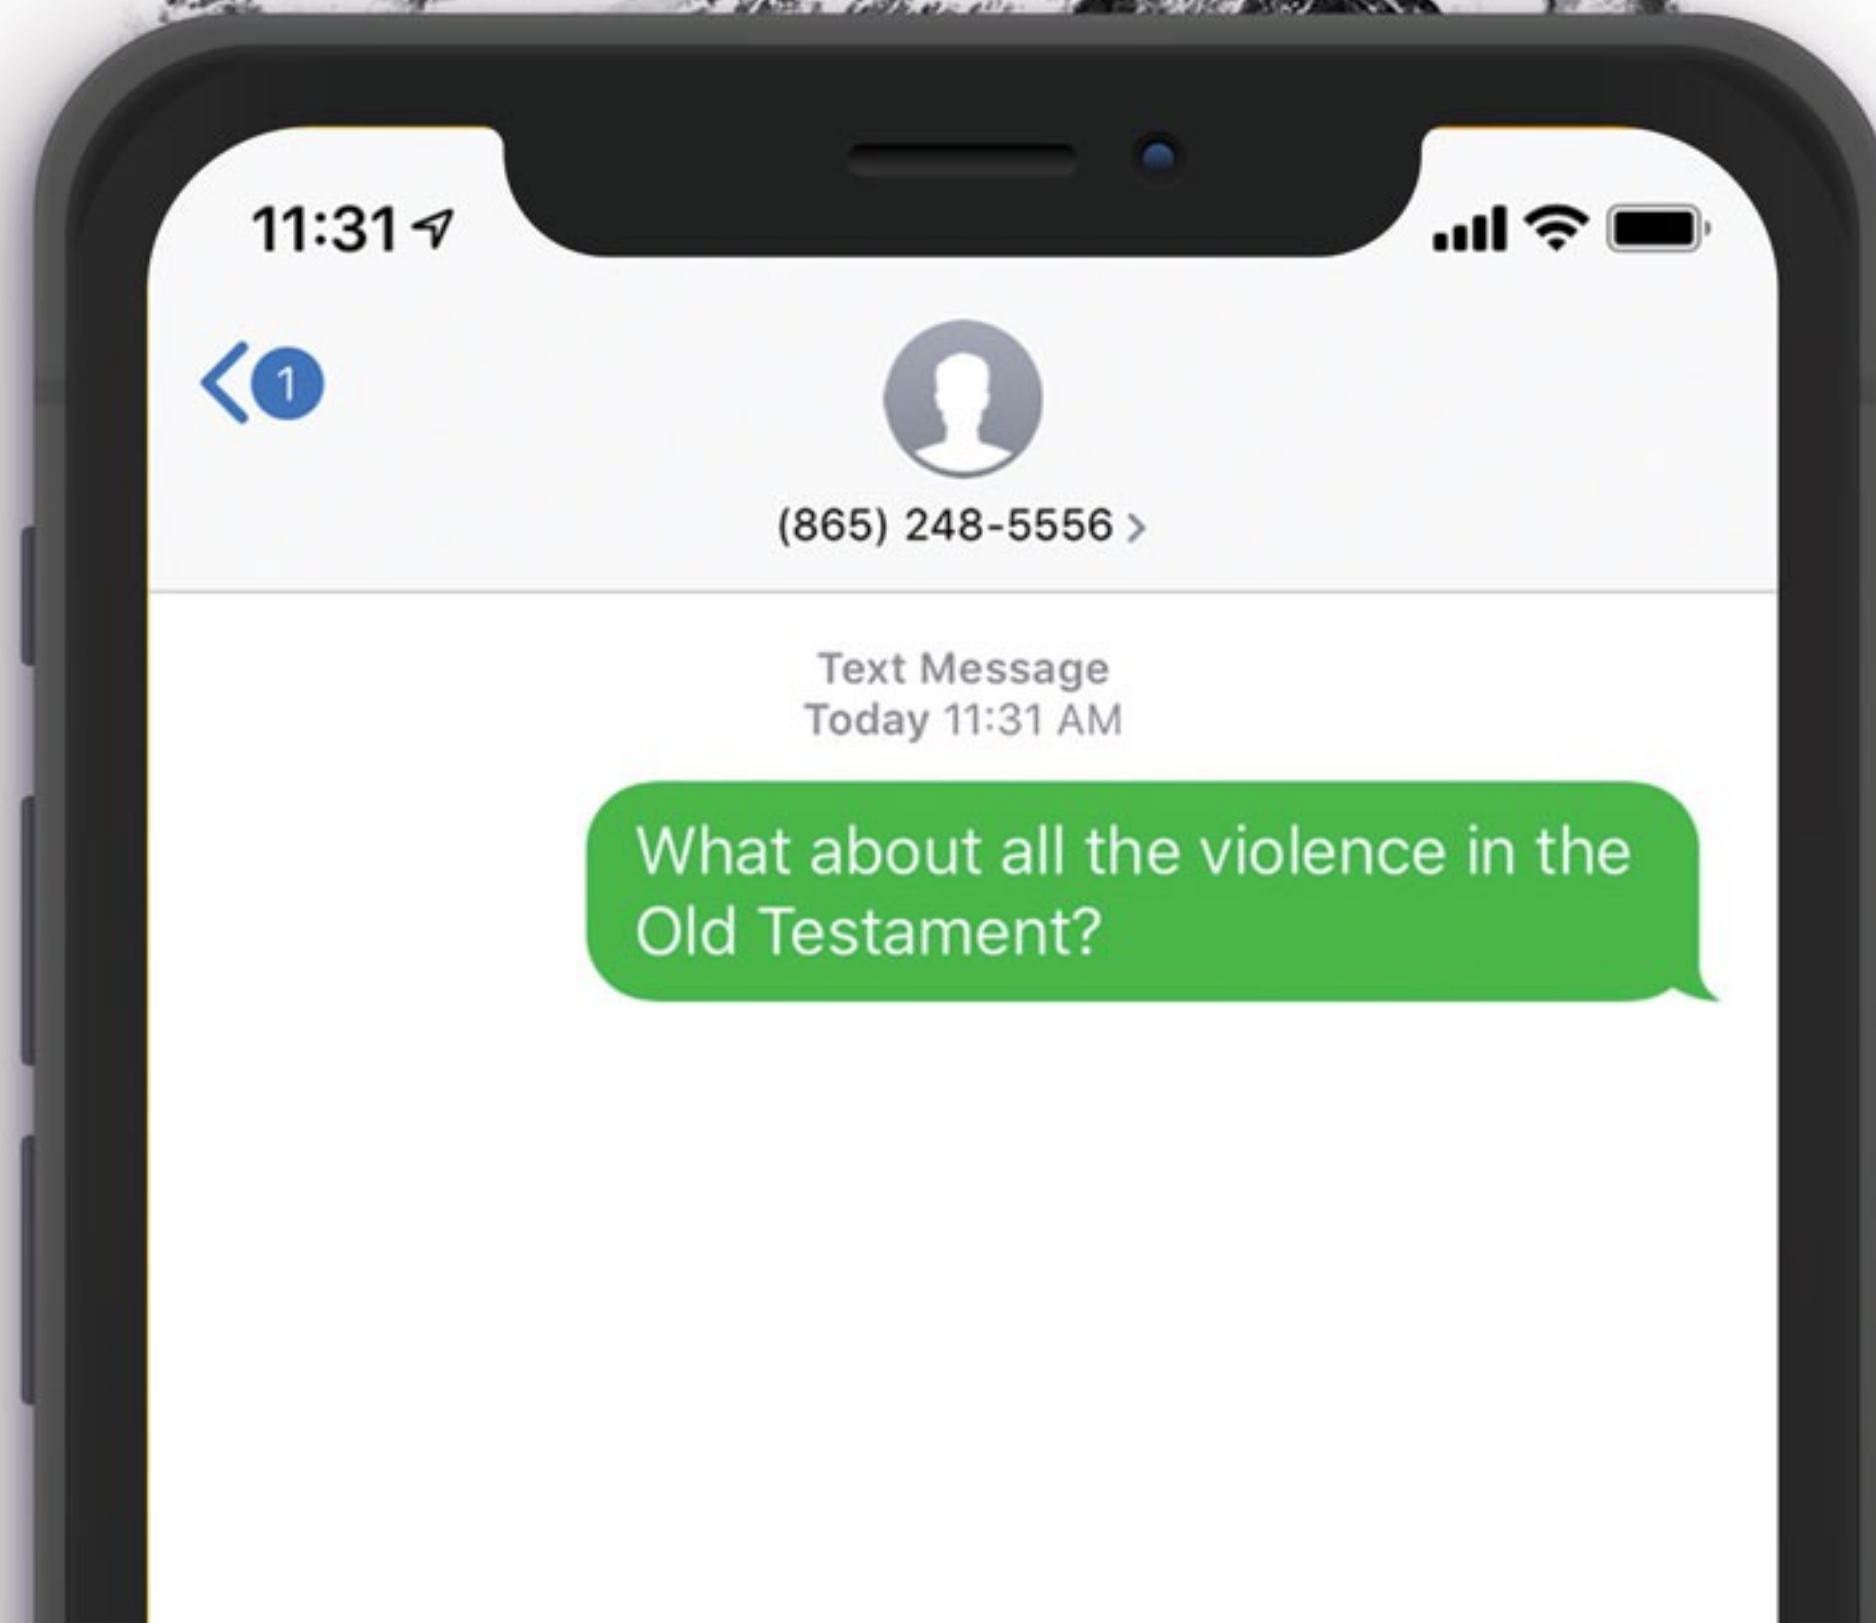 11:31
1
(865) 248-5556
Text Message
Today 11:31 AM
What about all the violence in the
Old Testament?